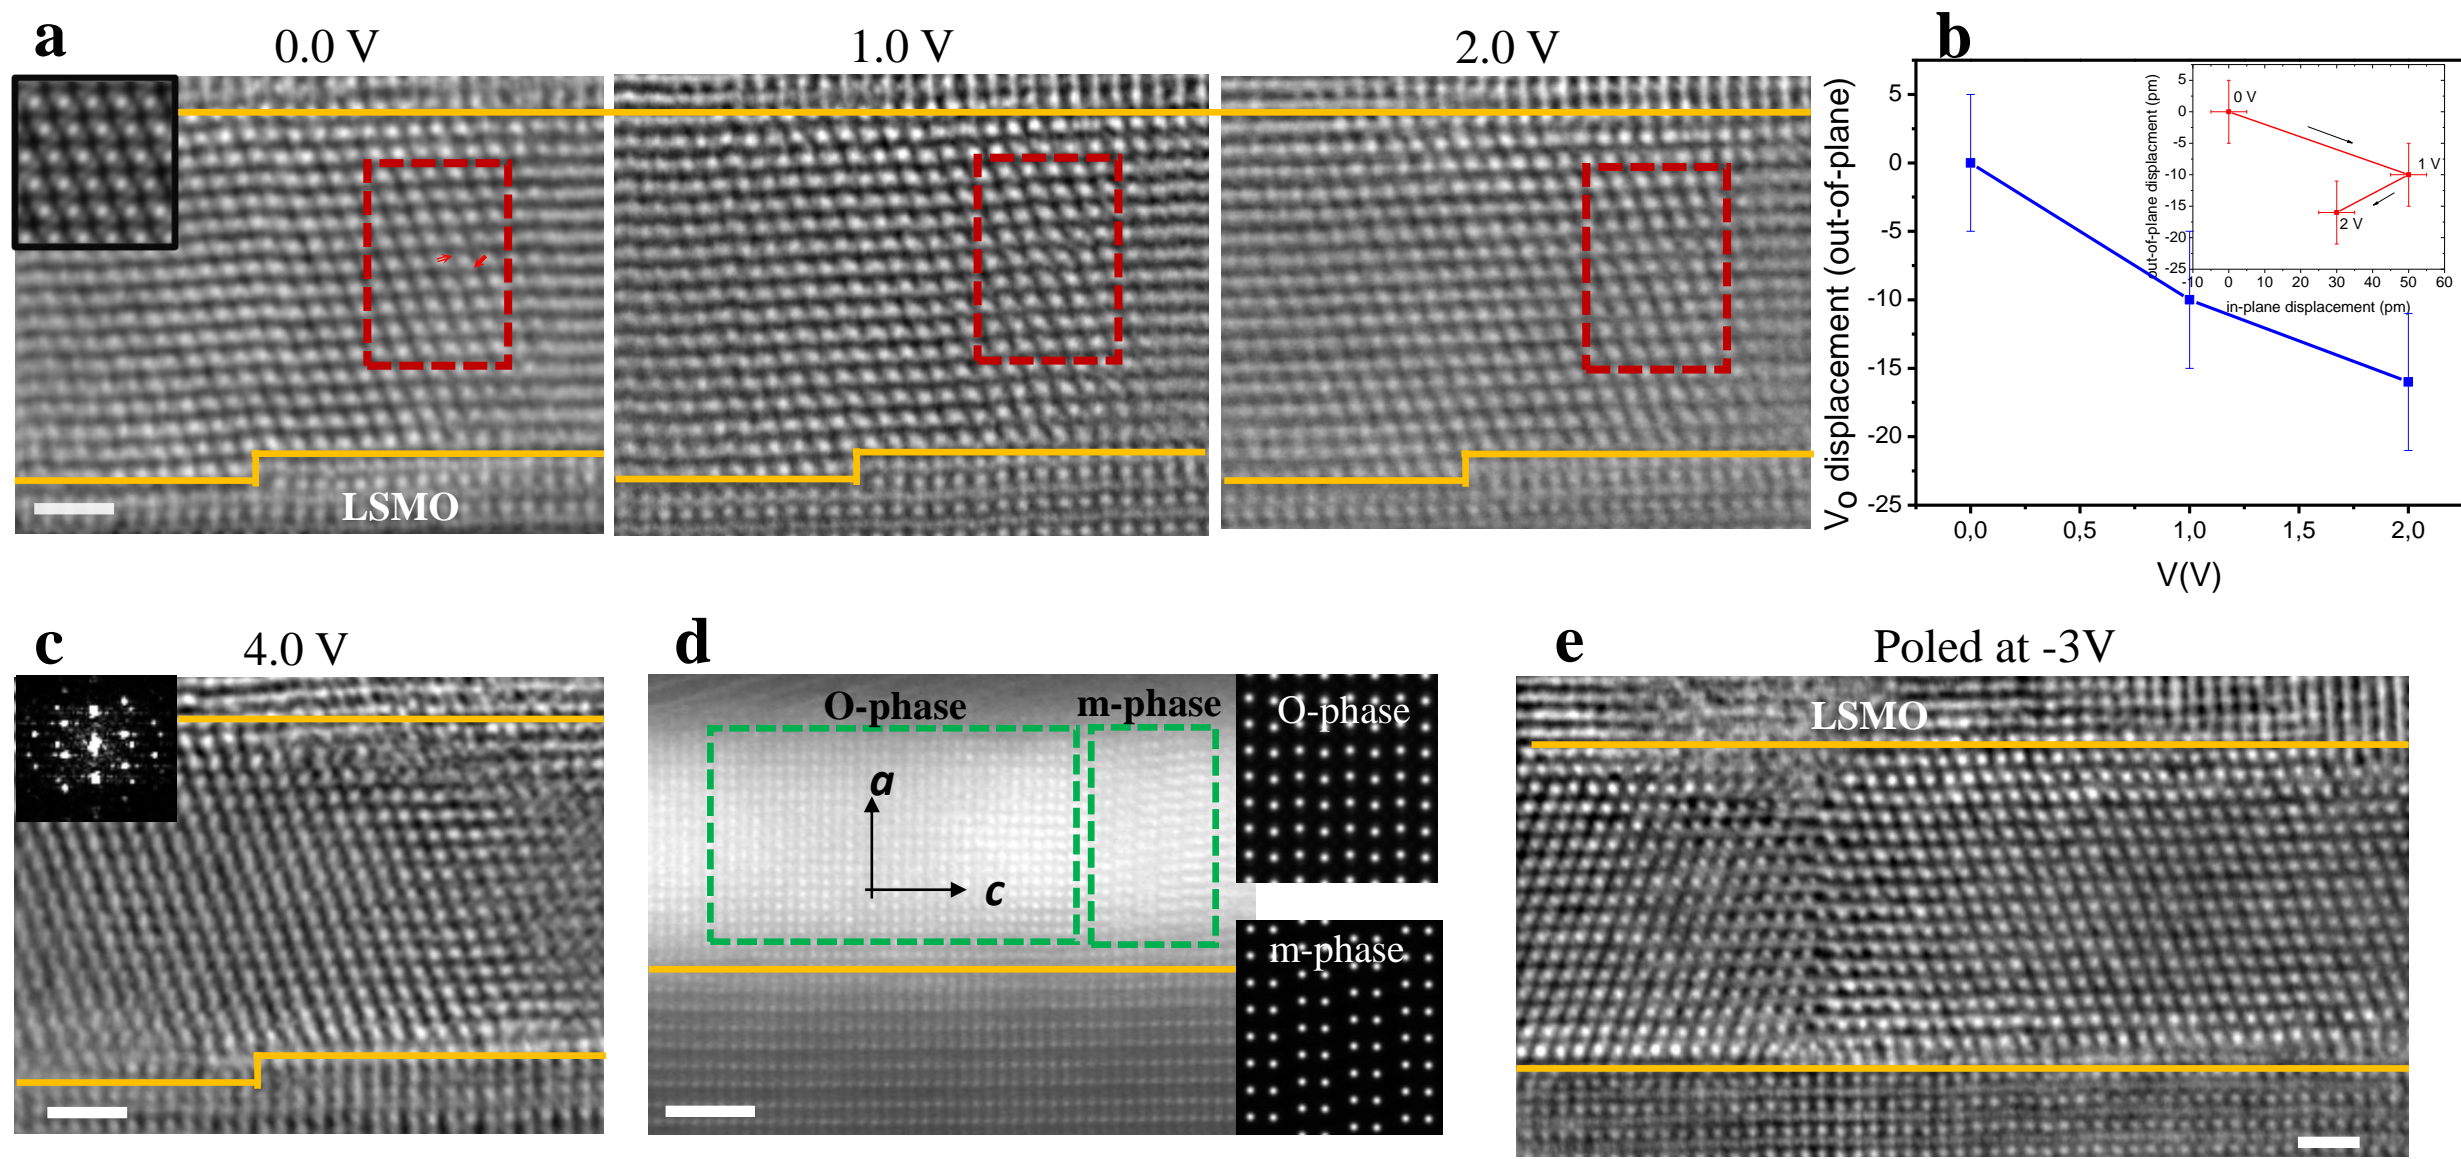 a
0.0 V
1.0 V
2.0 V
LSMO
b
V_O displacement (out-of-plane)
5
0
-5
-10
-15
-20
-25
0,0
0,5
1,0
1,5
2,0
V(V)
out-of-plane displacment (pm)
5
0
-5
-10
-15
-20
-25
-10
0
10
20
30
40
50
60
in-plane displacement (pm)
0 V
1 V
2 V
c
4.0 V
d
O-phase
m-phase
a
c
O-phase
m-phase
e
Poled at -3V
LSMO